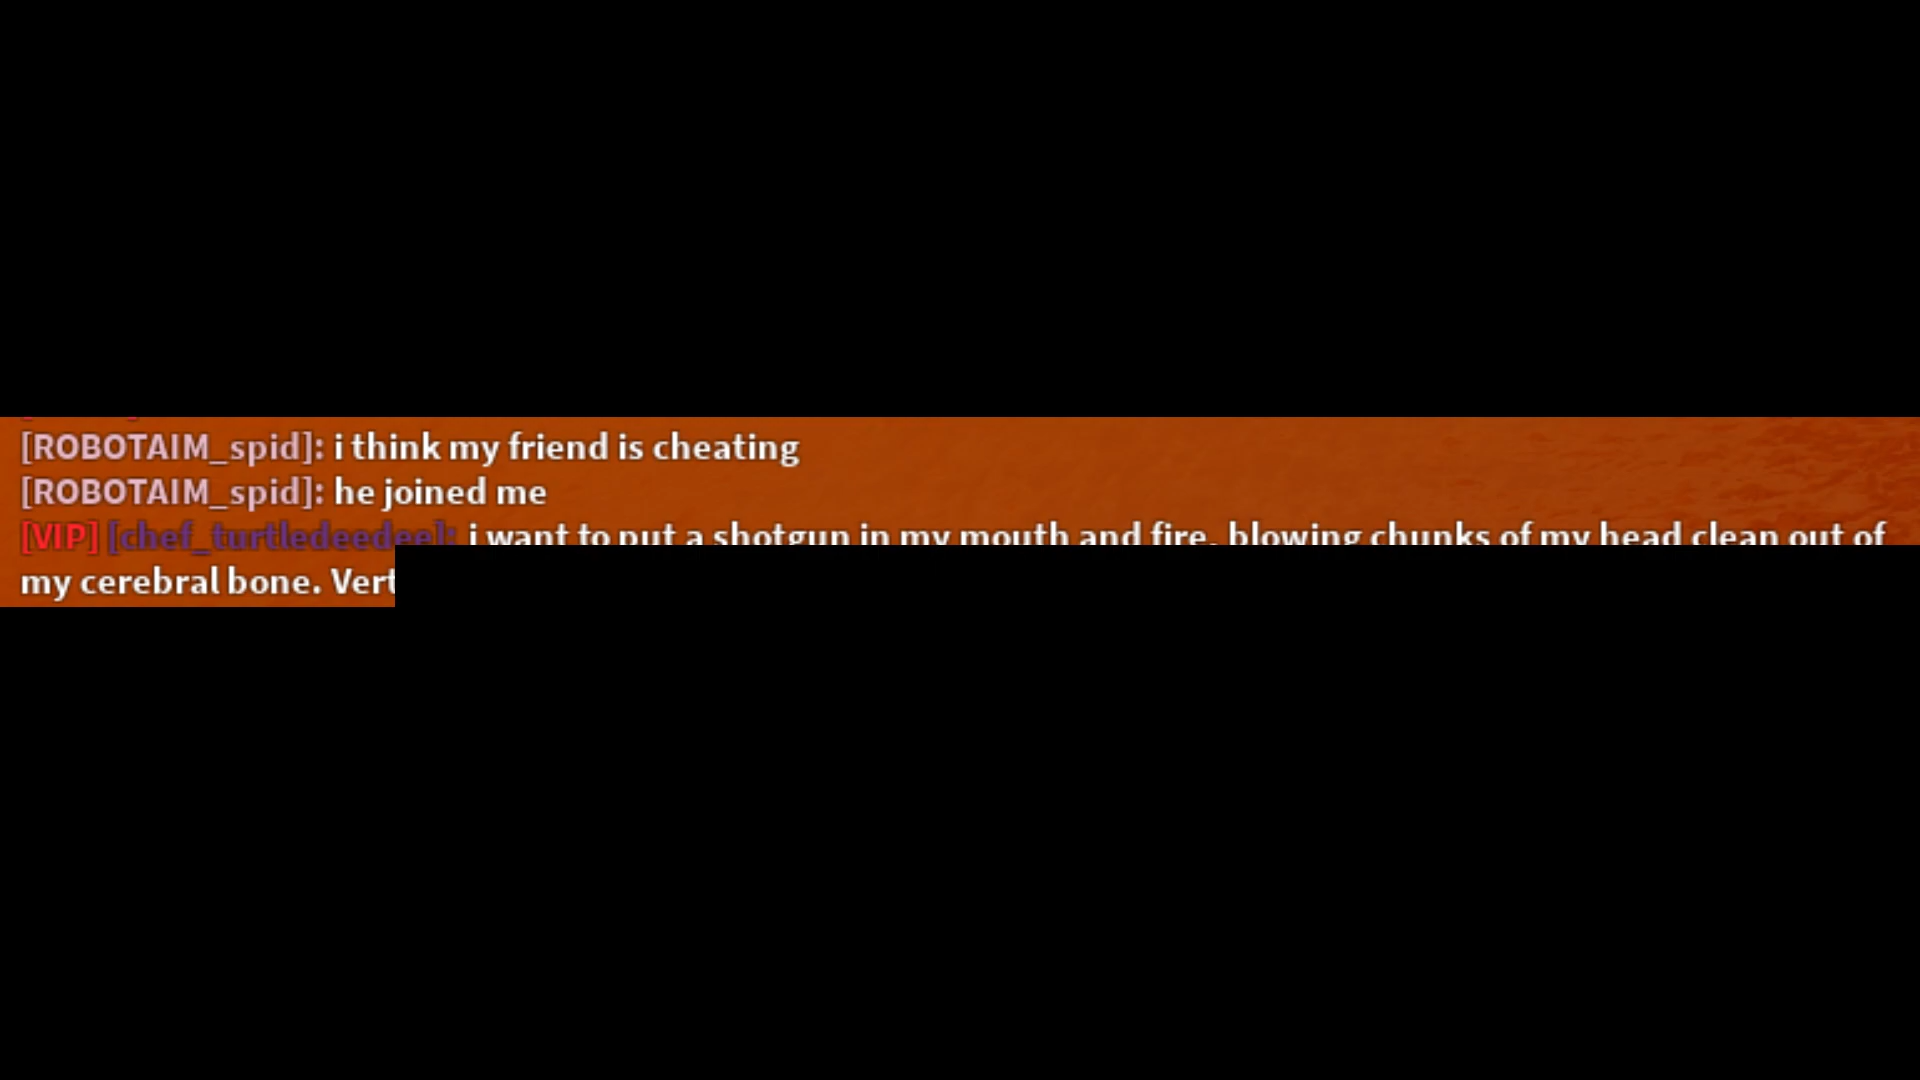 [ROBOTAIM_spid]: i think my friend is cheating
[ROBOTAIM_spid]: he joined me
[VIP] [chef_turtledeedee]: i want to put a shotgun in my mouth and fire, blowing chunks of my head clean out of
my cerebral bone. Vert